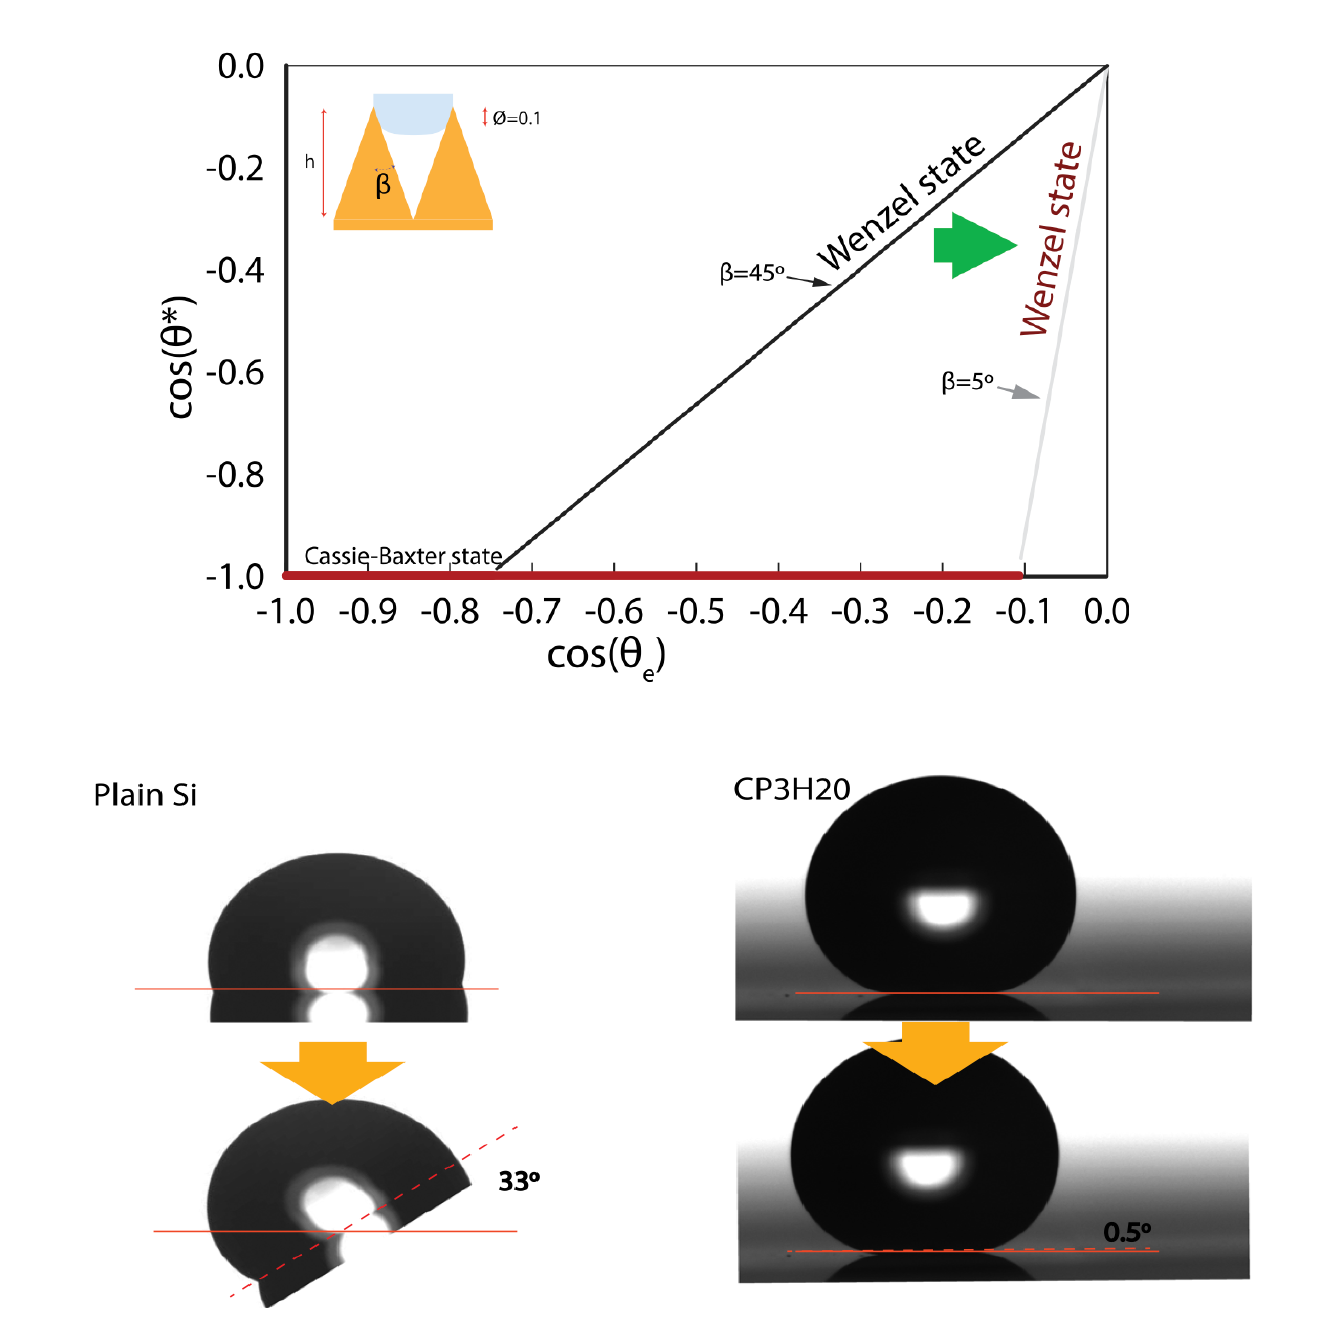 0.0
-0.2
-0.4
-0.6
-0.8
-1.0
cos(θ*)
h
β
Ø=0.1
Wenzel state
β=45º
Wenzel state
β=5º
Cassie-Baxter state
-1.0 -0.9 -0.8 -0.7 -0.6 -0.5 -0.4 -0.3 -0.2 -0.1 0.0
cos(θe)
Plain Si
CP3H20
33º
0.5º